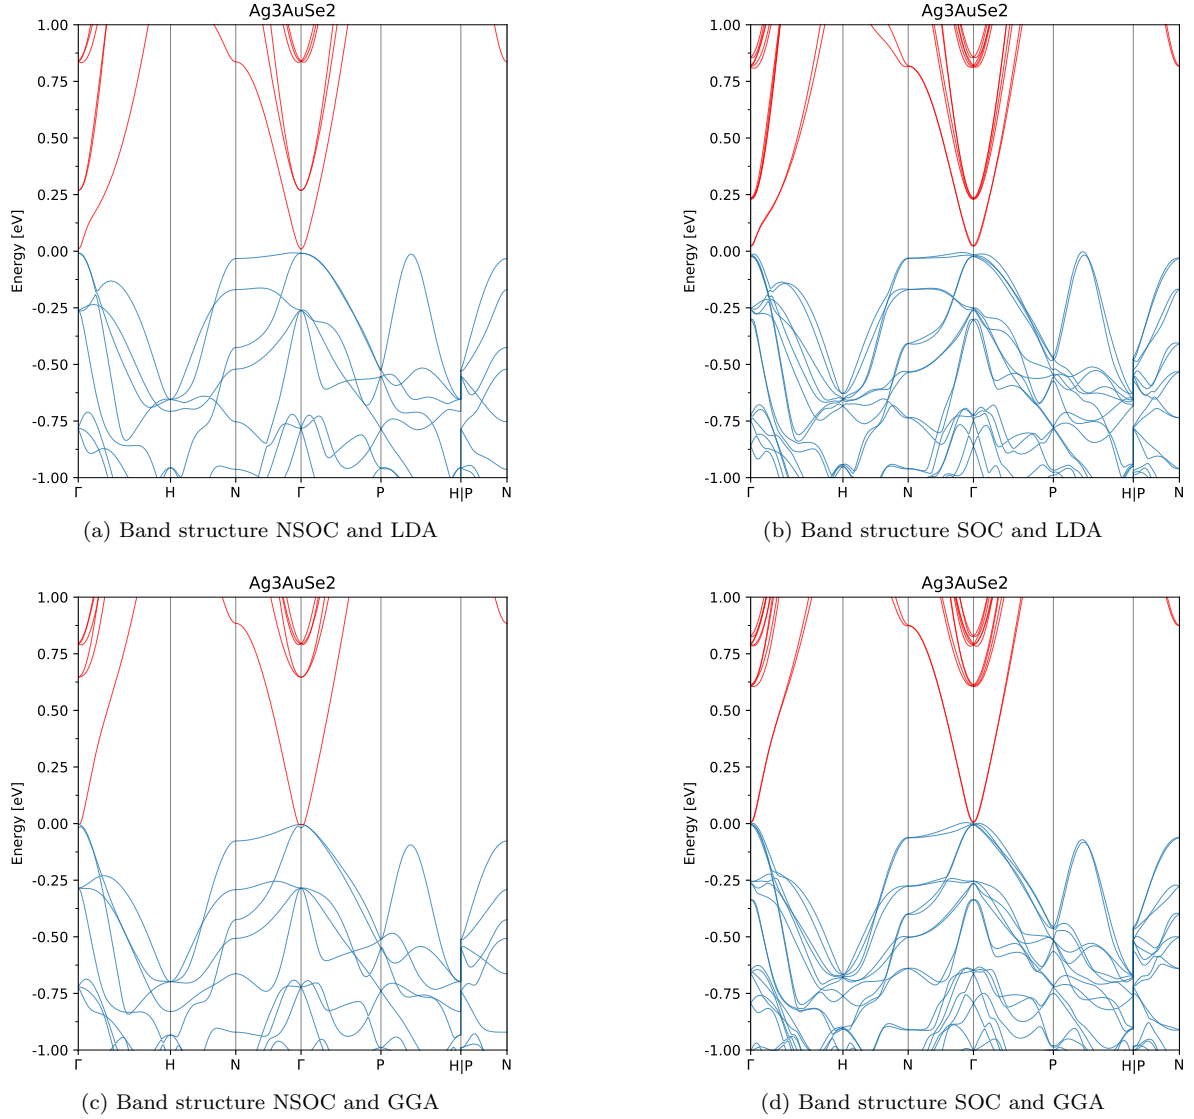 Ag3AuSe2
Energy [eV]
1.00
0.75
0.50
0.25
0.00
-0.25
-0.50
-0.75
-1.00
Γ H N Γ P H|P N
(a) Band structure NSOC and LDA
Ag3AuSe2
Energy [eV]
1.00
0.75
0.50
0.25
0.00
-0.25
-0.50
-0.75
-1.00
Γ H N Γ P H|P N
(b) Band structure SOC and LDA
Ag3AuSe2
Energy [eV]
1.00
0.75
0.50
0.25
0.00
-0.25
-0.50
-0.75
-1.00
Γ H N Γ P H|P N
(c) Band structure NSOC and GGA
Ag3AuSe2
Energy [eV]
1.00
0.75
0.50
0.25
0.00
-0.25
-0.50
-0.75
-1.00
Γ H N Γ P H|P N
(d) Band structure SOC and GGA